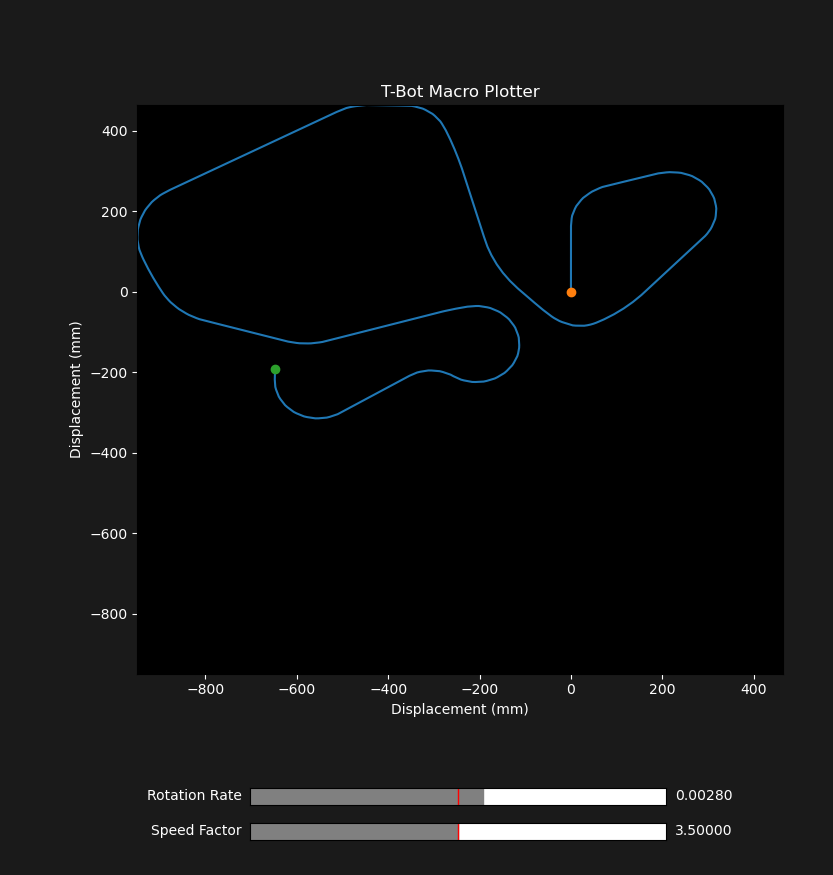 T-Bot Macro Plotter
400
200
0
−200
−400
−600
−800
Displacement (mm)
−800 −600 −400 −200 0 200 400
Displacement (mm)
Rotation Rate 0.00280
Speed Factor 3.50000